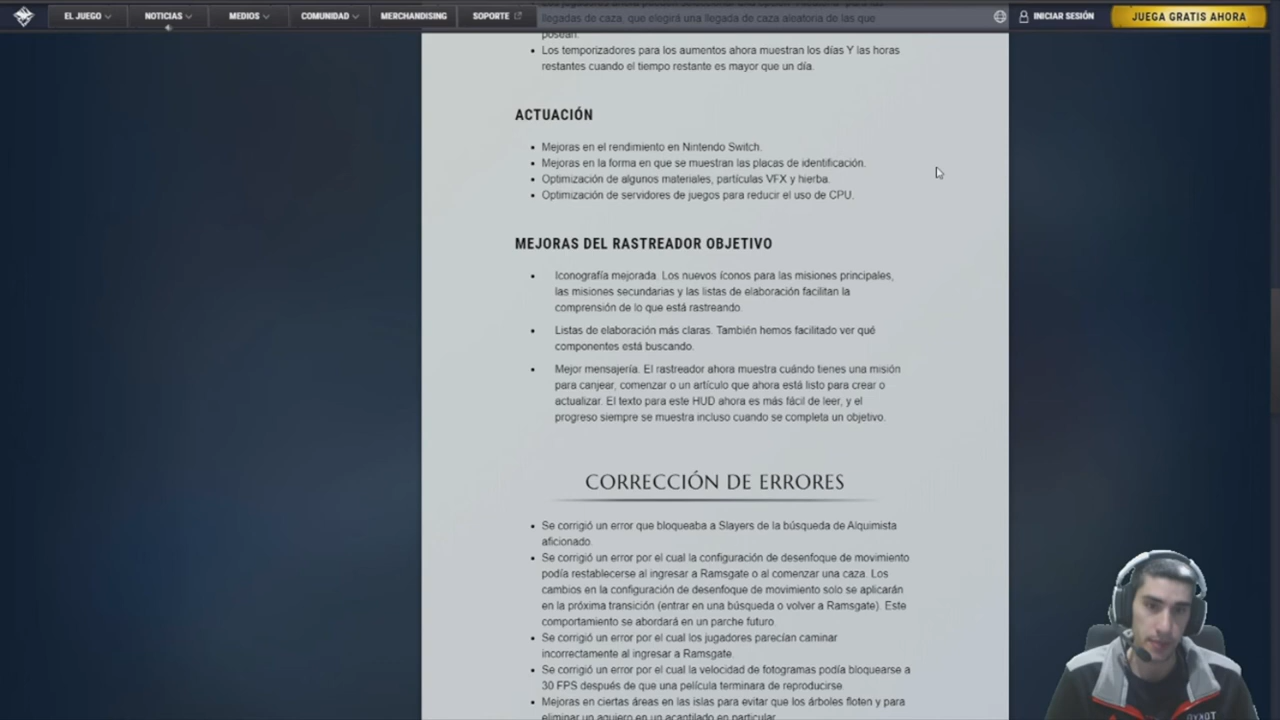 EL JUEGO
NOTICIAS
MEDIOS
COMUNIDAD
MERCHANDISING
SOPORTE
INICIAR SESIÓN
JUEGA GRATIS AHORA
llegadas de caza, que elegirá una llegada de caza aleatoria de las que
posean.
• Los temporizadores para los aumentos ahora muestran los días Y las horas
restantes cuando el tiempo restante es mayor que un día.
ACTUACIÓN
• Mejoras en el rendimiento en Nintendo Switch.
• Mejoras en la forma en que se muestran las placas de identificación.
• Optimización de algunos materiales, partículas VFX y hierba.
• Optimización de servidores de juegos para reducir el uso de CPU.
MEJORAS DEL RASTREADOR OBJETIVO
• Iconografía mejorada. Los nuevos íconos para las misiones principales,
las misiones secundarias y las listas de elaboración facilitan la
comprensión de lo que está rastreando.
• Listas de elaboración más claras. También hemos facilitado ver qué
componentes está buscando.
• Mejor mensajería. El rastreador ahora muestra cuándo tienes una misión
para canjear, comenzar o un artículo que ahora está listo para crear o
actualizar. El texto para este HUD ahora es más fácil de leer, y el
progreso siempre se muestra incluso cuando se completa un objetivo.
CORRECCIÓN DE ERRORES
• Se corrigió un error que bloqueaba a Slayers de la búsqueda de Alquimista
aficionado.
• Se corrigió un error por el cual la configuración de desenfoque de movimiento
podía restablecerse al ingresar a Ramsgate o al comenzar una caza. Los
cambios en la configuración de desenfoque de movimiento solo se aplicarán
en la próxima transición (entrar en una búsqueda o volver a Ramsgate). Este
comportamiento se abordará en un parche futuro.
• Se corrigió un error por el cual los jugadores parecían caminar
incorrectamente al ingresar a Ramsgate.
• Se corrigió un error por el cual la velocidad de fotogramas podía bloquearse a
30 FPS después de que una película terminara de reproducirse
• Mejoras en ciertas áreas en las islas para evitar que los árboles floten y para
eliminar un agujero en un acantilado en particular.